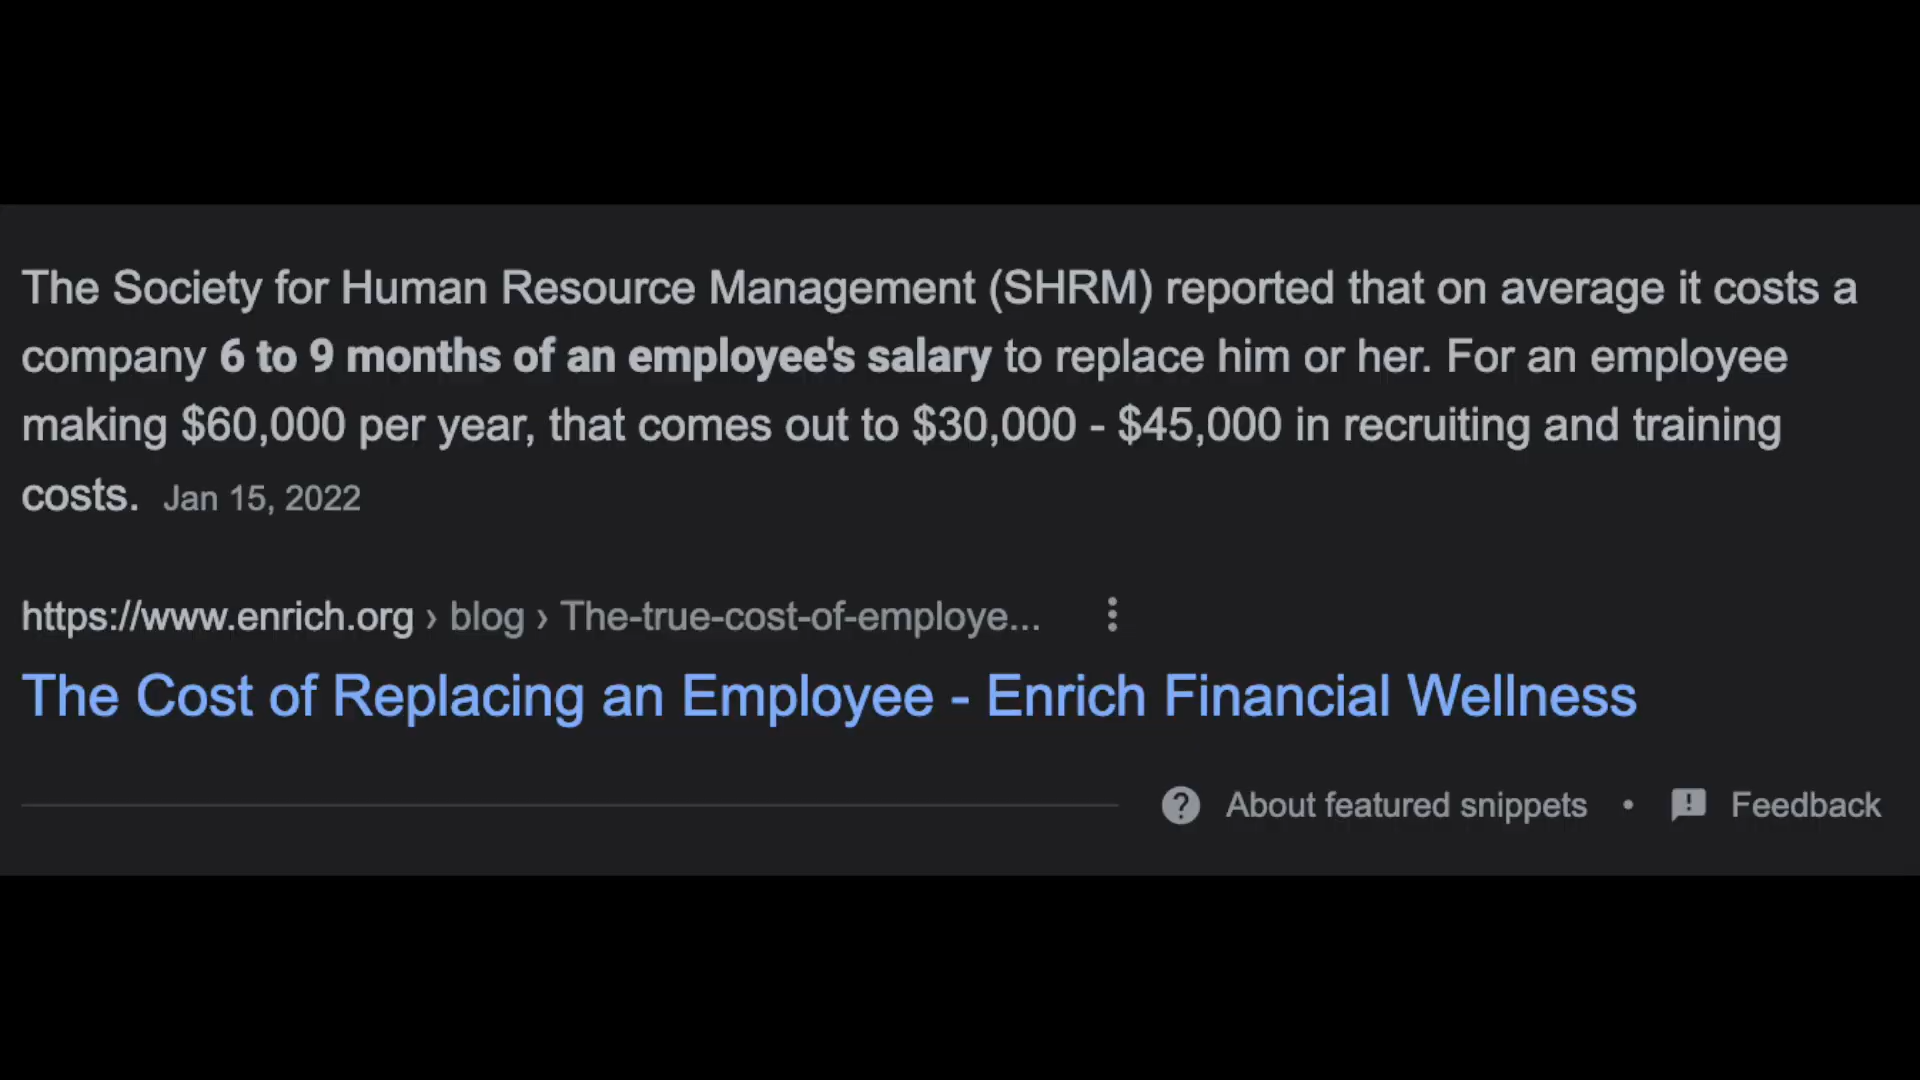 The Society for Human Resource Management (SHRM) reported that on average it costs a
company 6 to 9 months of an employee's salary to replace him or her. For an employee
making $60,000 per year, that comes out to $30,000 - $45,000 in recruiting and training
costs. Jan 15, 2022
https://www.enrich.org › blog › The-true-cost-of-employe...
The Cost of Replacing an Employee - Enrich Financial Wellness
About featured snippets • Feedback